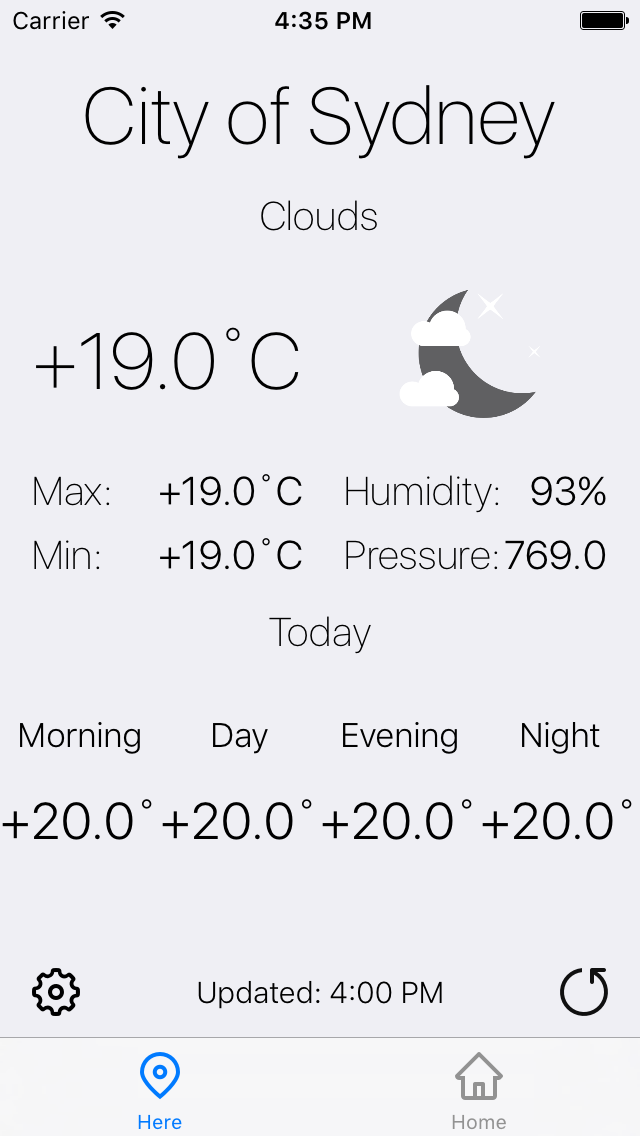 Carrier 4:35 PM
City of Sydney
Clouds
+19.0°C
Max: +19.0°C Humidity: 93%
Min: +19.0°C Pressure: 769.0
Today
Morning Day Evening Night
+20.0° +20.0° +20.0° +20.0°
Updated: 4:00 PM
Here Home